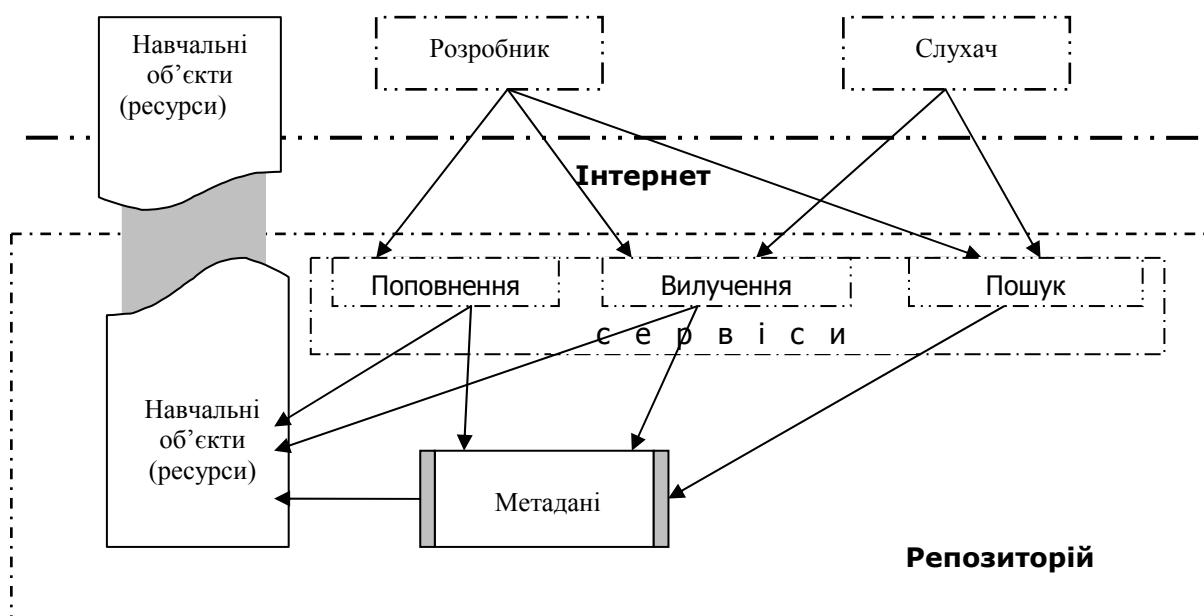 Навчальні
об’єкти
(ресурси)
Розробник
Слухач
Інтернет
Поповнення
Вилучення
Пошук
с е р в і с и
Навчальні
об’єкти
(ресурси)
Метадані
Репозиторій